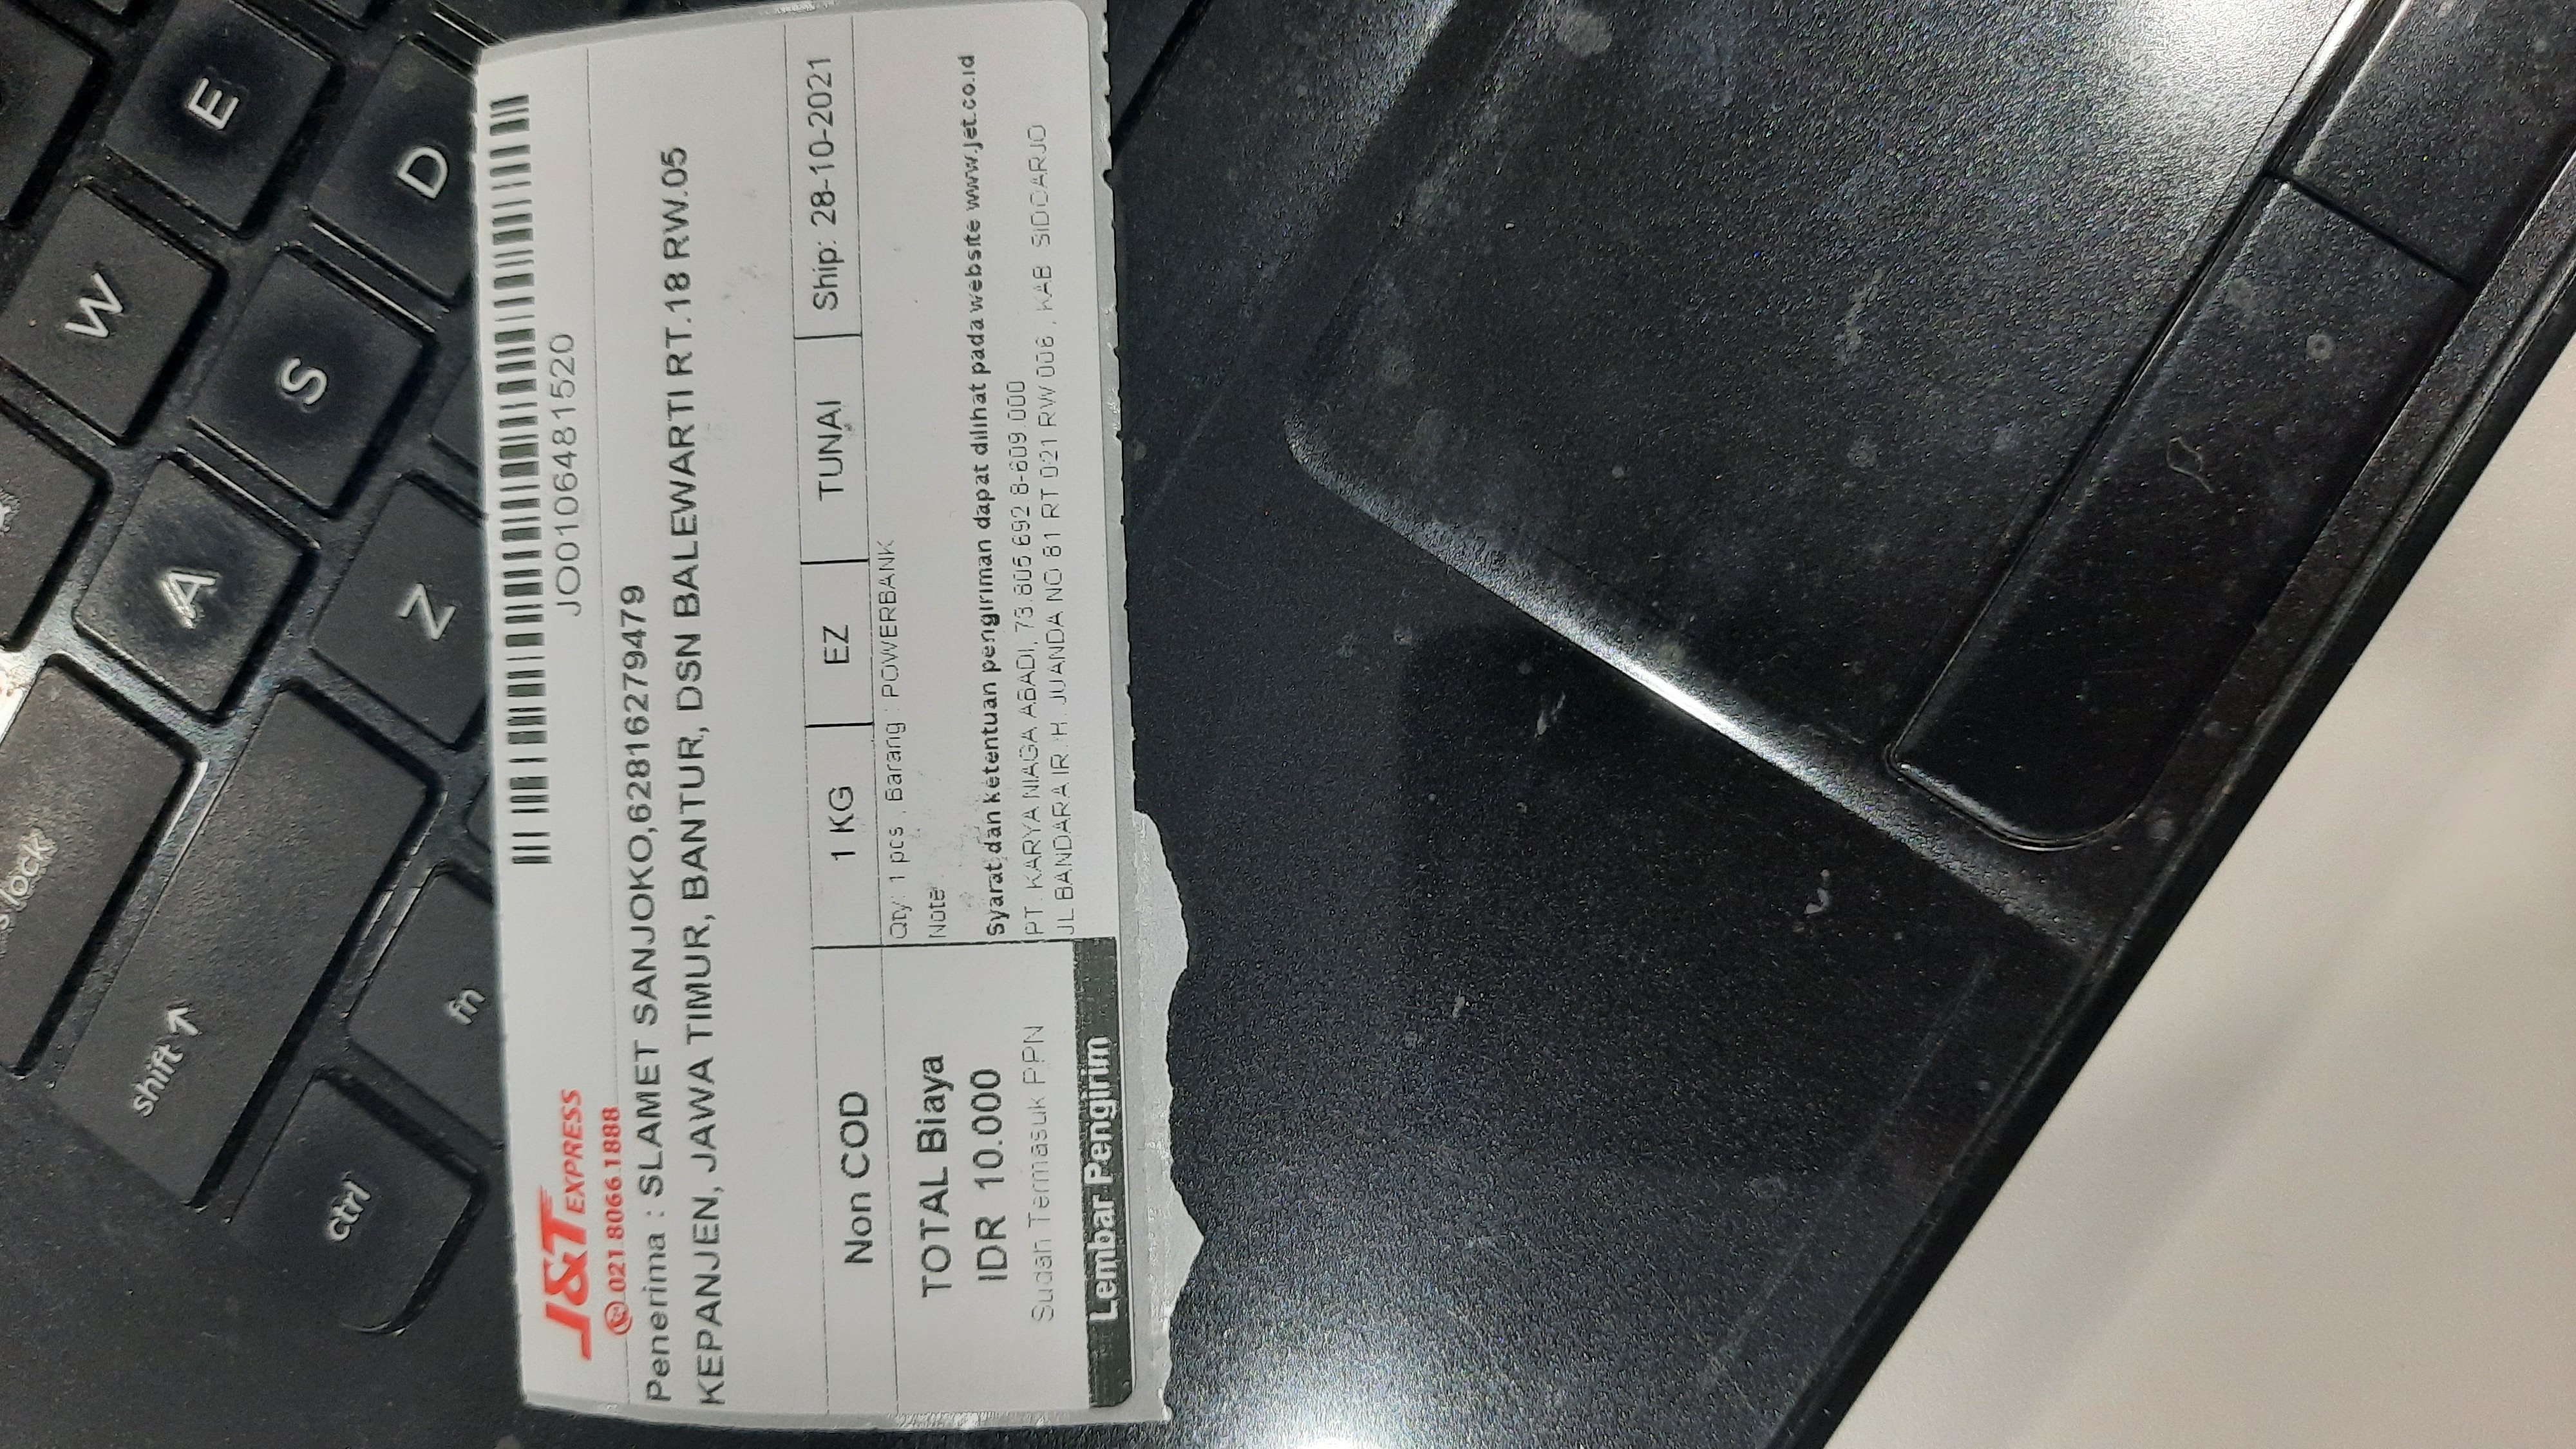 s lock
W
shift ↑
A
E
S
ctrl
Z
D
fn
J&T EXPRESS
021 8066 1888
JO0106481520
Penerima : SLAMET SANJOKO,62816279479
KEPANJEN, JAWA TIMUR, BANTUR, DSN BALEWARTI RT.18 RW.05
Non COD
1 KG
EZ
TUNAI
Ship: 28-10-2021
Qty: 1 pcs , Barang : POWERBANK
Note :
TOTAL Biaya
IDR 10.000
Sudah Termasuk PPN
Lembar Pengirim
Syarat dan ketentuan pengiriman dapat dilihat pada website www.jet.co.id
PT. KARYA NIAGA ABADI, 73.805.692.8-609.000
JL BANDARA IR. H. JUANDA NO 81 RT 021 RW 006 , KAB. SIDOARJO